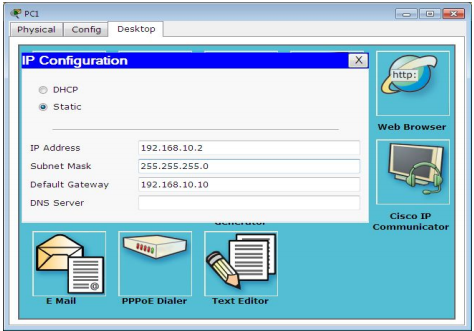 PC1
Physical Config Desktop
IP Configuration X
DHCP
Static
IP Address 192.168.10.2
Subnet Mask 255.255.255.0
Default Gateway 192.168.10.10
DNS Server
http:
Web Browser
Cisco IP
Communicator
Generator
E Mail
PPPoE Dialer
Text Editor